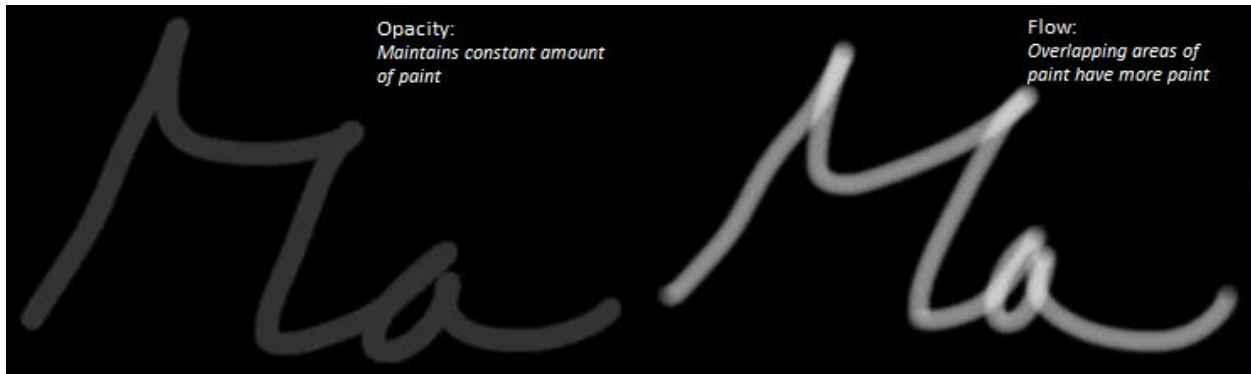 Opacity:
Maintains constant amount
of paint
Flow:
Overlapping areas of
paint have more paint
Ma
Ma